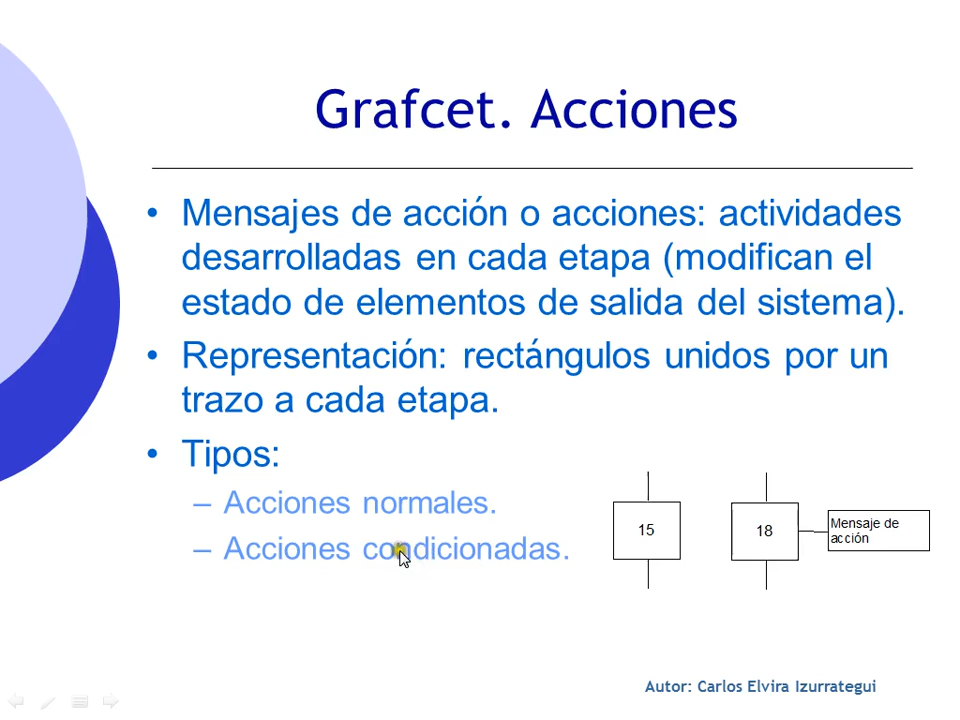 Grafcet. Acciones
• Mensajes de acción o acciones: actividades
desarrolladas en cada etapa (modifican el
estado de elementos de salida del sistema).
• Representación: rectángulos unidos por un
trazo a cada etapa.
• Tipos:
– Acciones normales.
– Acciones condicionadas.
15
18
Mensaje de
acción
Autor: Carlos Elvira Izurrategui